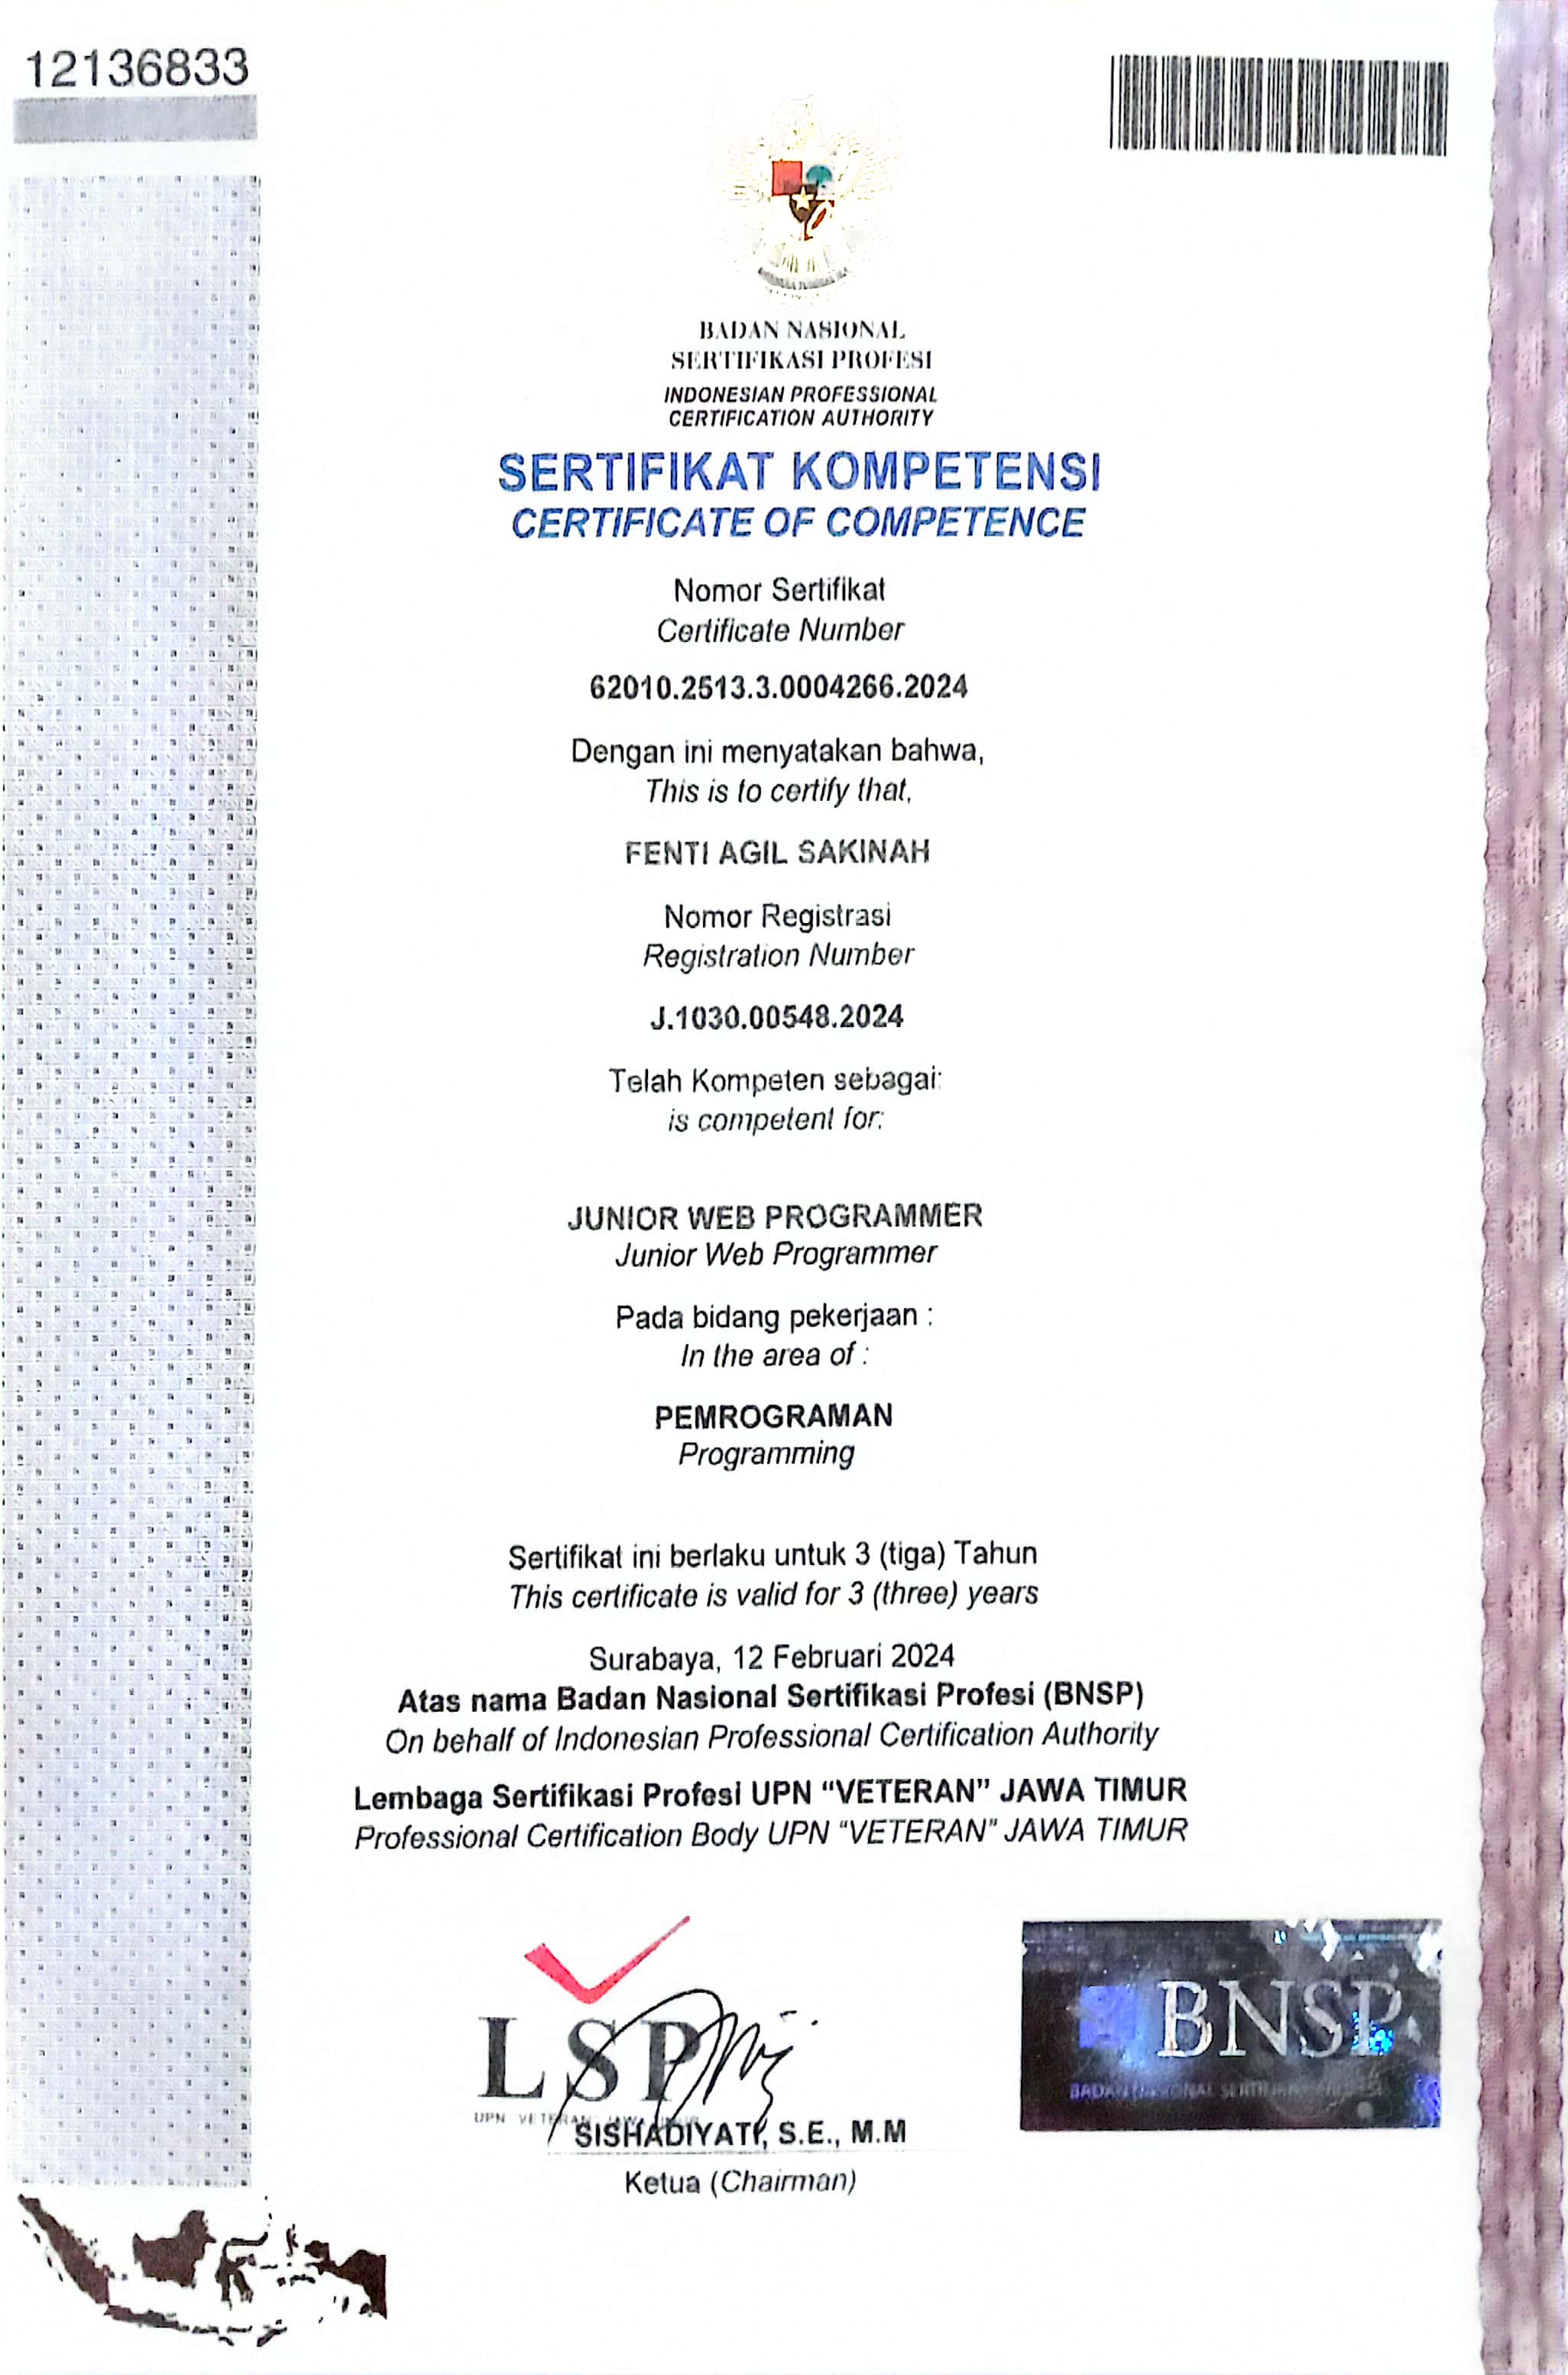 12136833
BADAN NASIONAL
SERTIFIKASI PROFESI
INDONESIAN PROFESSIONAL
CERTIFICATION AUTHORITY
SERTIFIKAT KOMPETENSI
CERTIFICATE OF COMPETENCE
Nomor Sertifikat
Certificate Number
62010.2513.3.0004266.2024
Dengan ini menyatakan bahwa,
This is to certify that,
FENTI AGIL SAKINAH
Nomor Registrasi
Registration Number
J.1030.00548.2024
Telah Kompeten sebagai:
is competent for:
JUNIOR WEB PROGRAMMER
Junior Web Programmer
Pada bidang pekerjaan :
In the area of :
PEMROGRAMAN
Programming
Sertifikat ini berlaku untuk 3 (tiga) Tahun
This certificate is valid for 3 (three) years
Surabaya, 12 Februari 2024
Atas nama Badan Nasional Sertifikasi Profesi (BNSP)
On behalf of Indonesian Professional Certification Authority
Lembaga Sertifikasi Profesi UPN “VETERAN” JAWA TIMUR
Professional Certification Body UPN “VETERAN” JAWA TIMUR
LSP
UPN VETERAN JAWA TIMUR
SISHADIYATI, S.E., M.M
Ketua (Chairman)
BNSP
BADAN NASIONAL SERTIFIKASI PROFESI